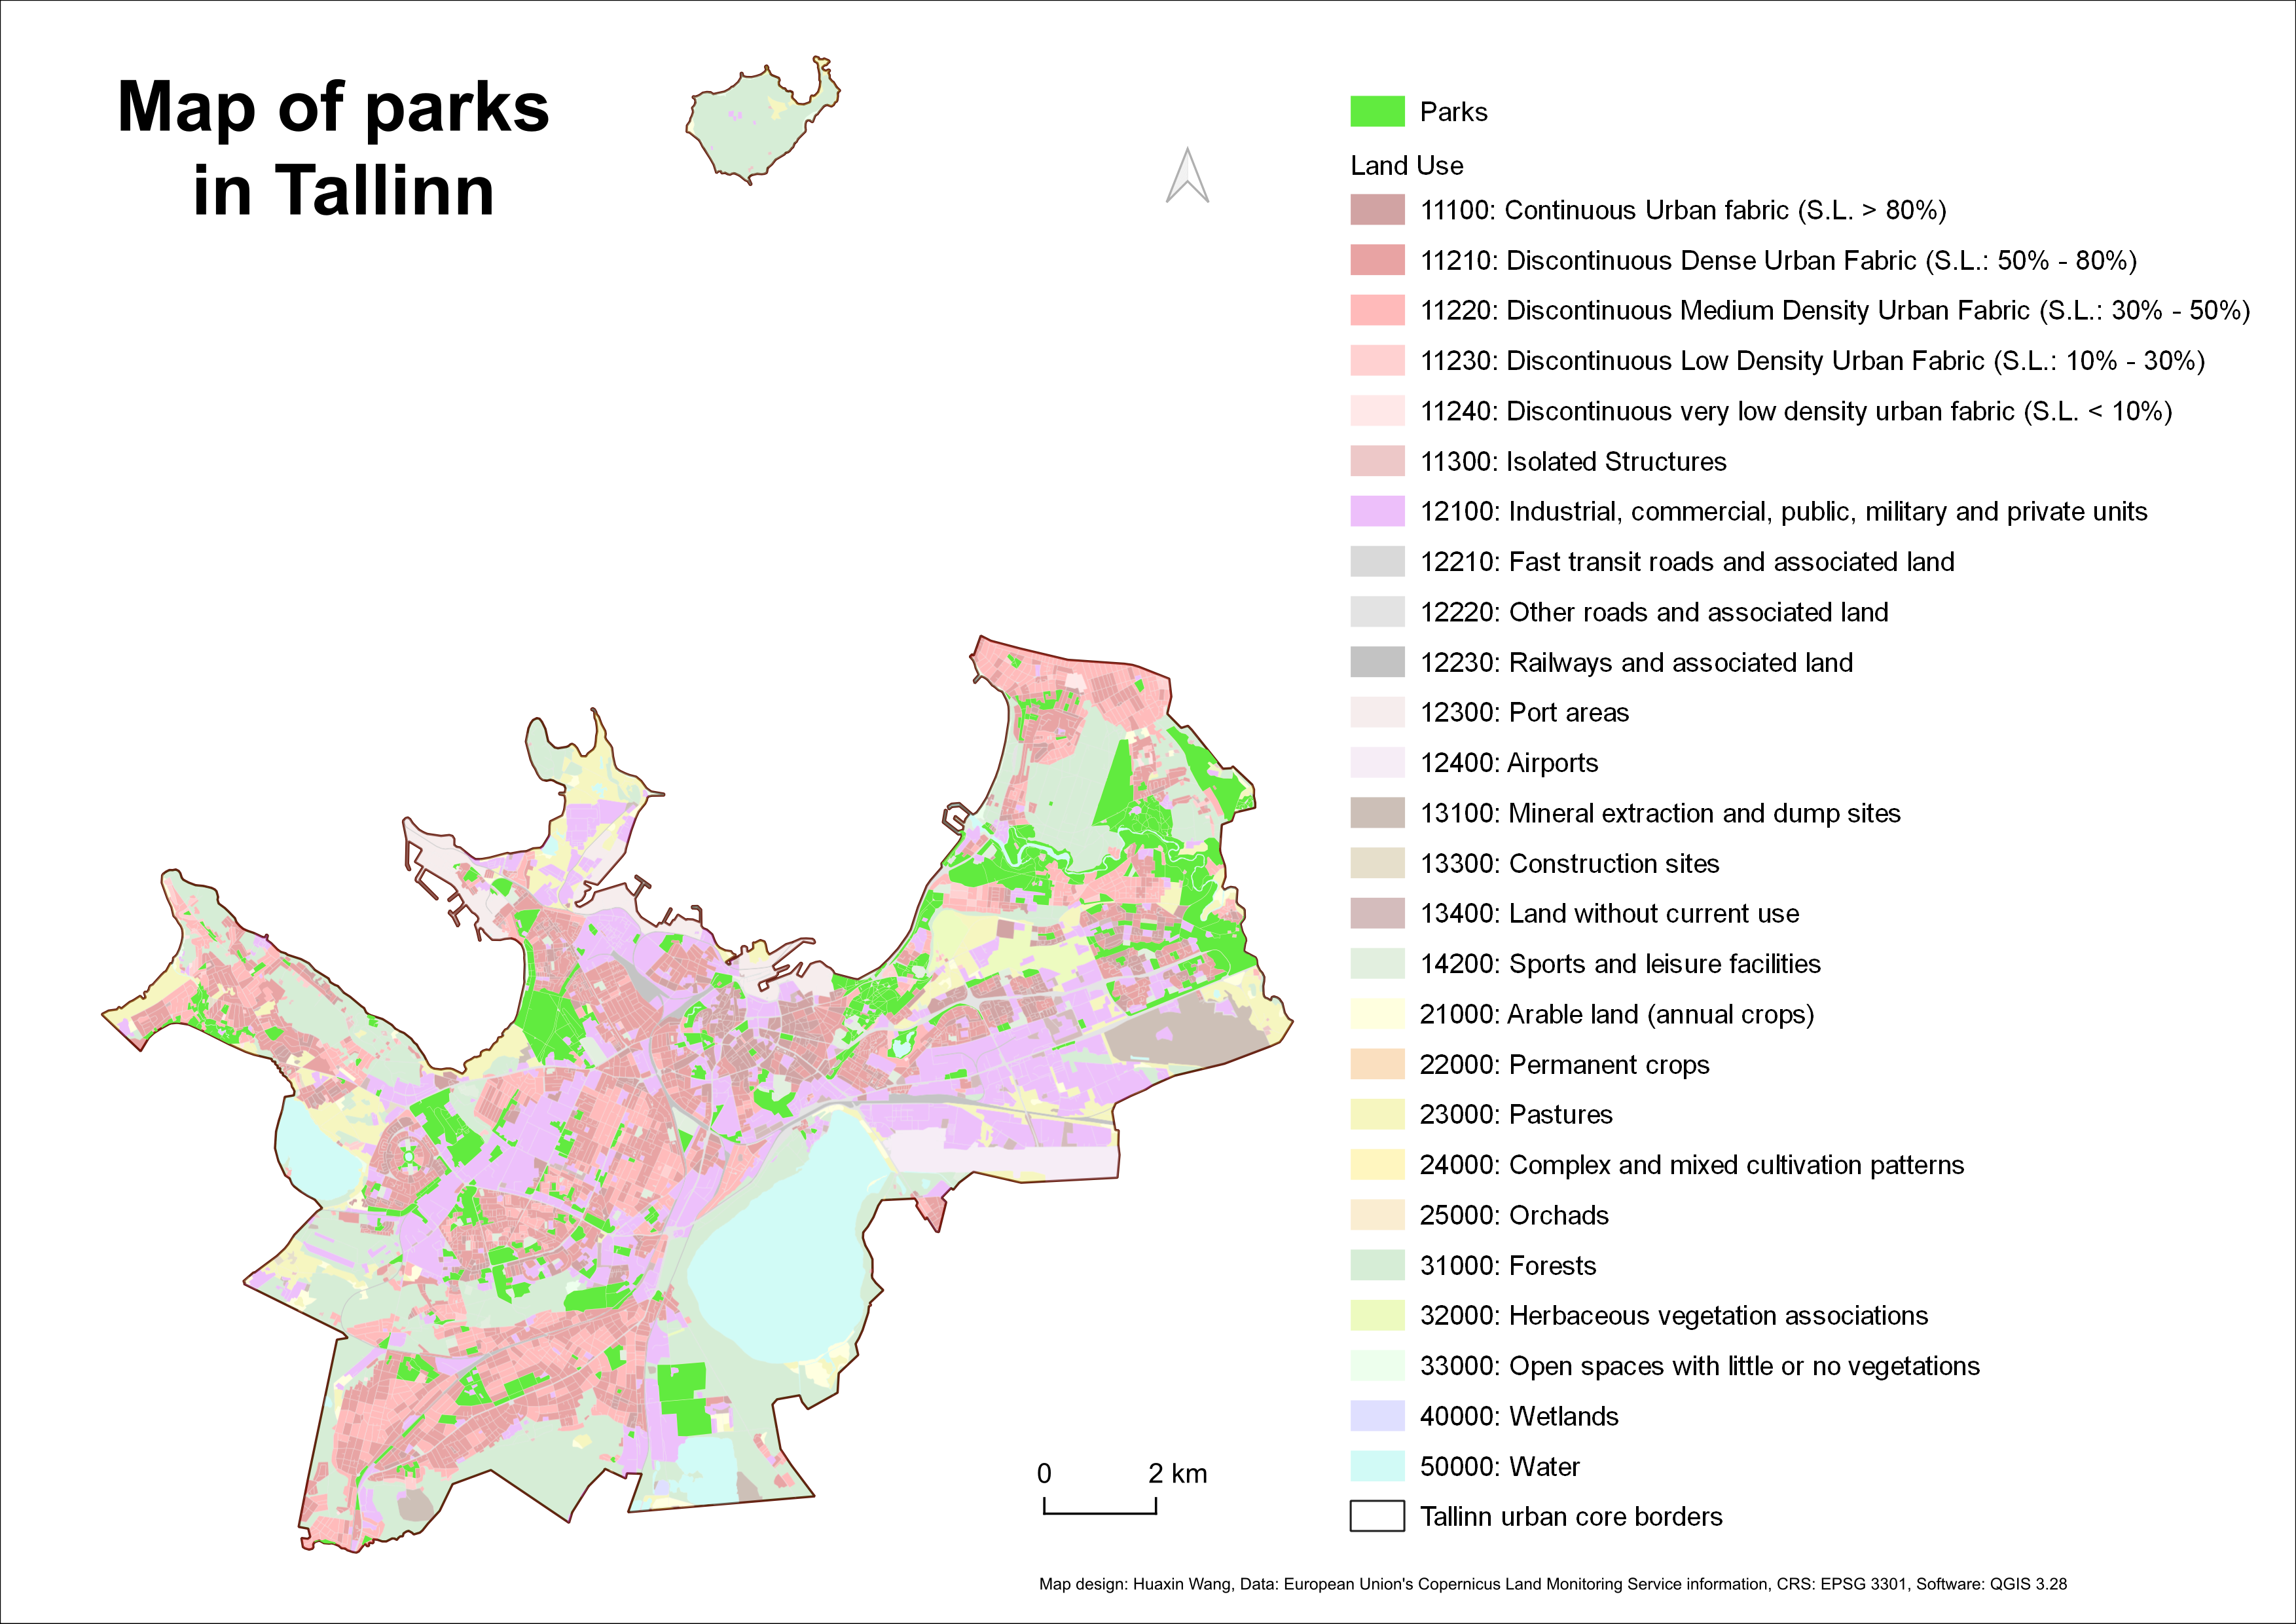 Map of parks
in Tallinn
Parks
Land Use
11100: Continuous Urban fabric (S.L. > 80%)
11210: Discontinuous Dense Urban Fabric (S.L.: 50% - 80%)
11220: Discontinuous Medium Density Urban Fabric (S.L.: 30% - 50%)
11230: Discontinuous Low Density Urban Fabric (S.L.: 10% - 30%)
11240: Discontinuous very low density urban fabric (S.L. < 10%)
11300: Isolated Structures
12100: Industrial, commercial, public, military and private units
12210: Fast transit roads and associated land
12220: Other roads and associated land
12230: Railways and associated land
12300: Port areas
12400: Airports
13100: Mineral extraction and dump sites
13300: Construction sites
13400: Land without current use
14200: Sports and leisure facilities
21000: Arable land (annual crops)
22000: Permanent crops
23000: Pastures
24000: Complex and mixed cultivation patterns
25000: Orchads
31000: Forests
32000: Herbaceous vegetation associations
33000: Open spaces with little or no vegetations
40000: Wetlands
50000: Water
Tallinn urban core borders
0 2 km
Map design: Huaxin Wang, Data: European Union's Copernicus Land Monitoring Service information, CRS: EPSG 3301, Software: QGIS 3.28